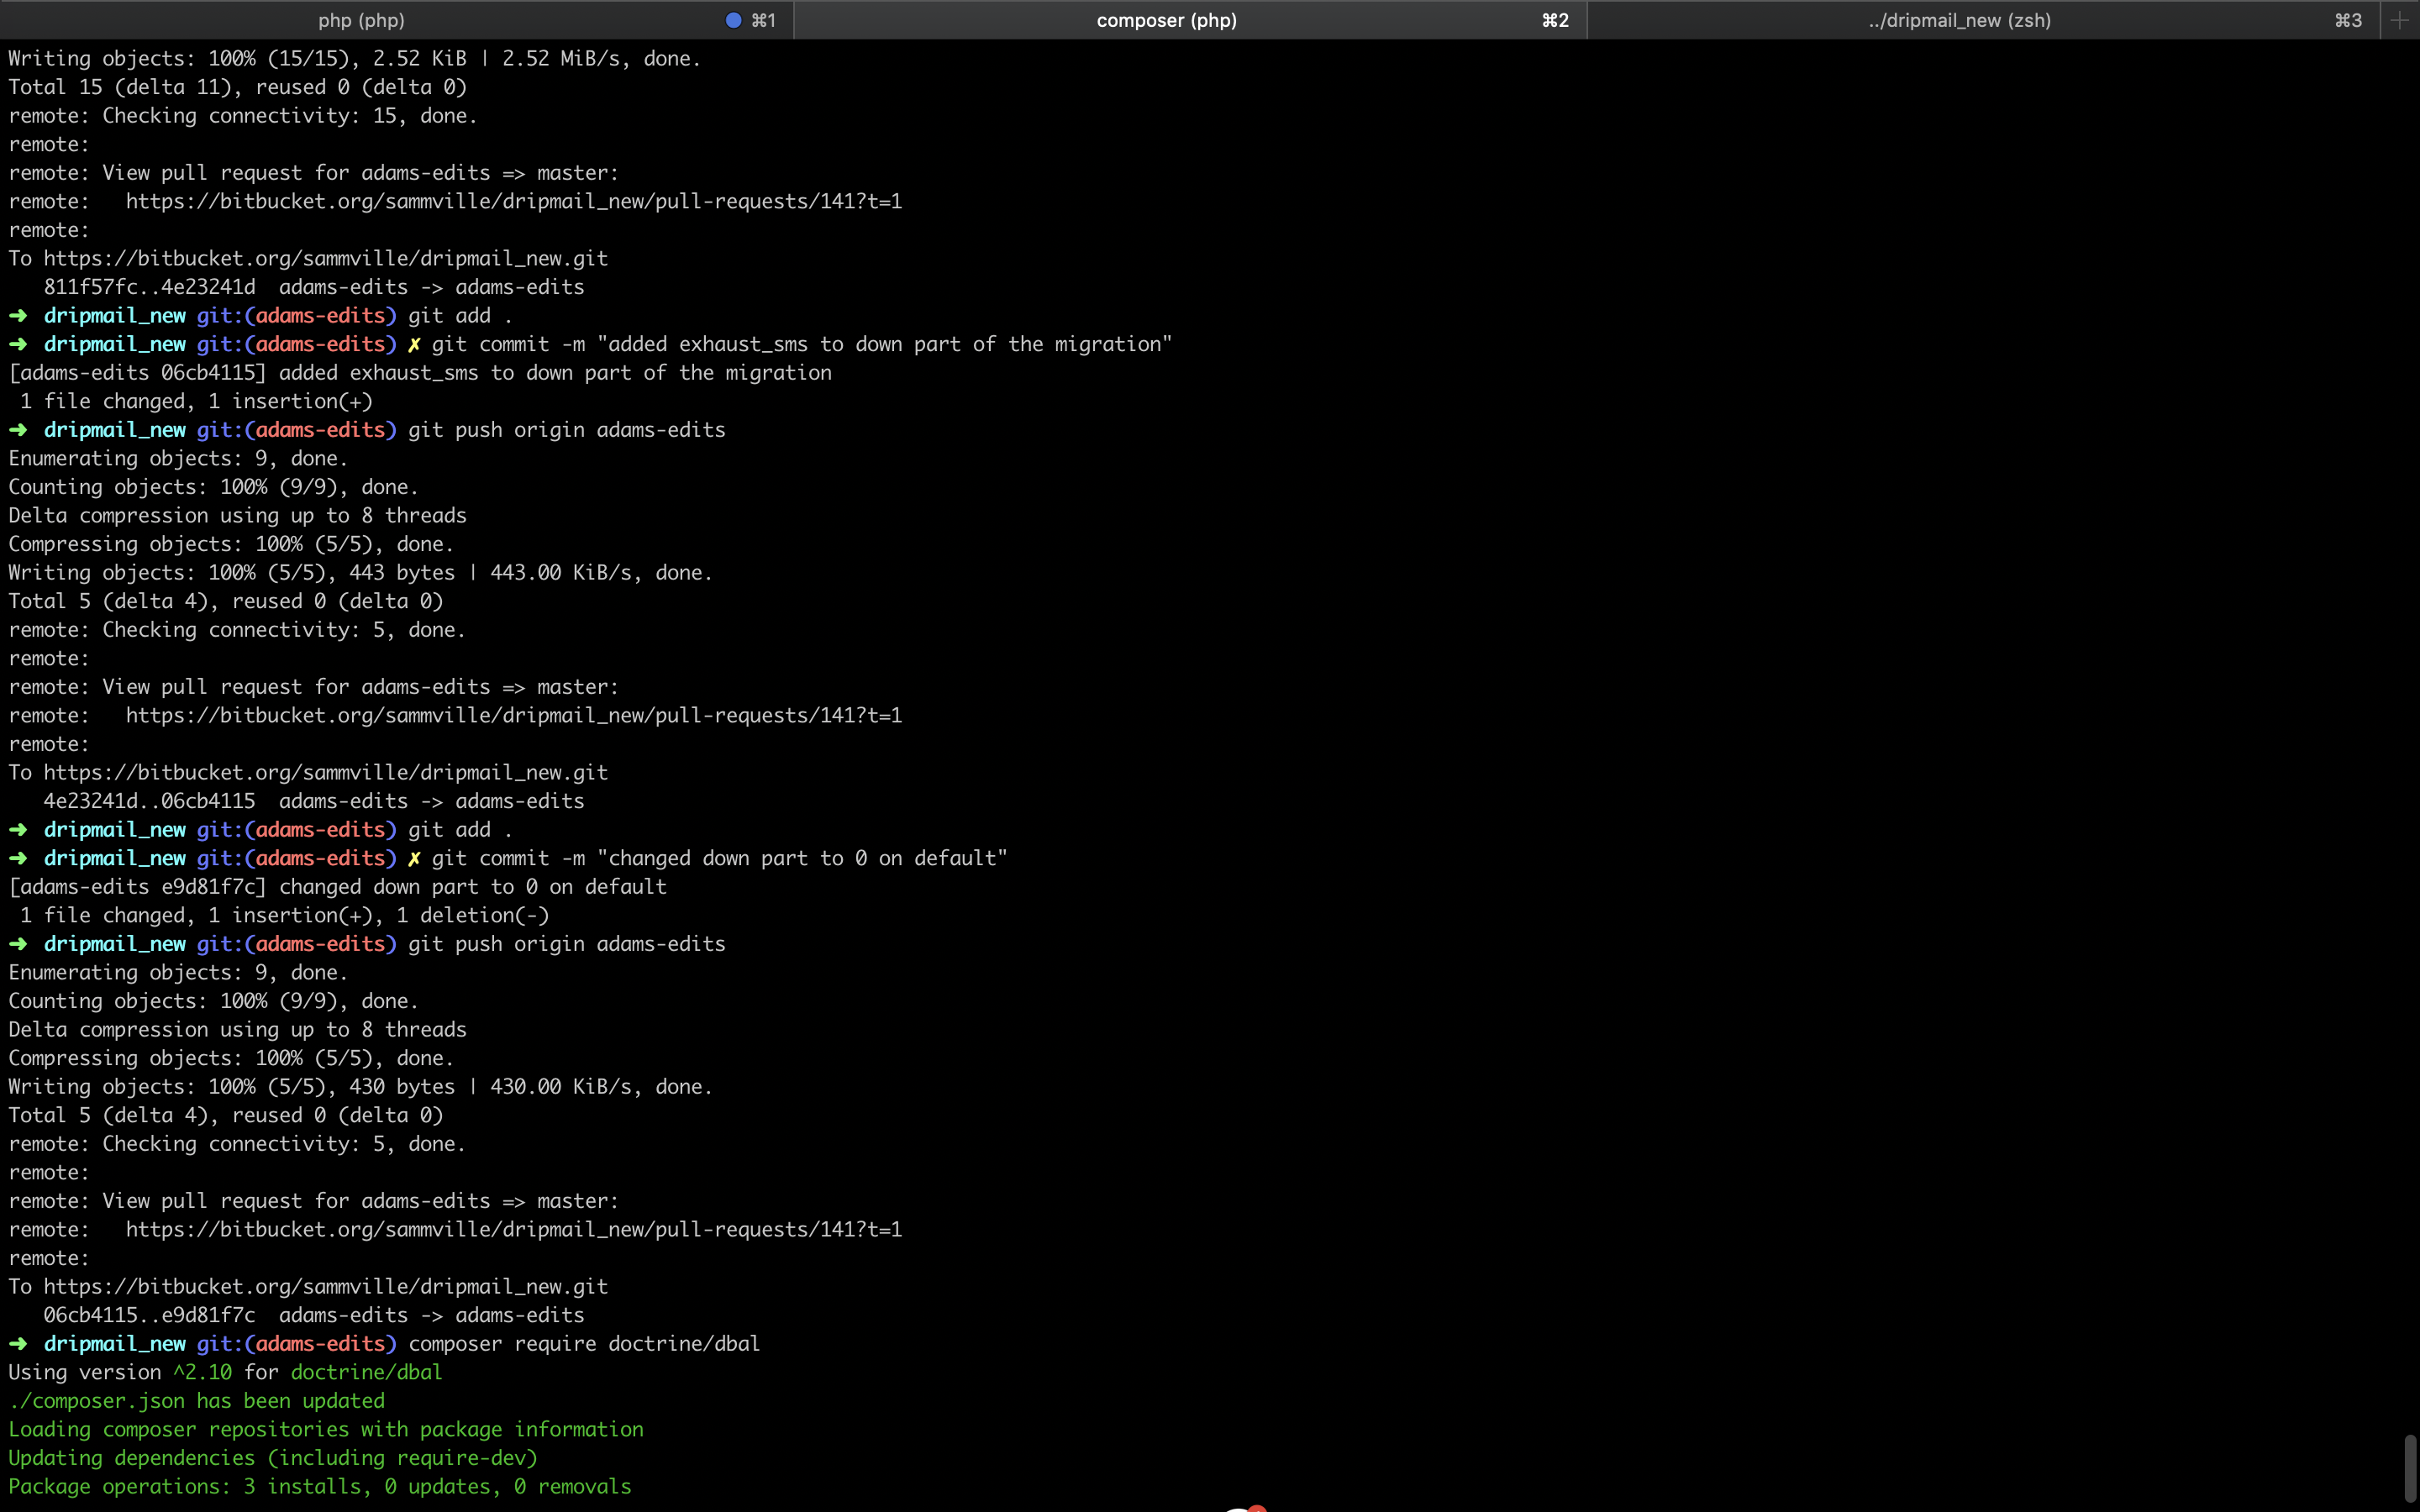 php (php) ⌘1 composer (php) ⌘2 ../dripmail_new (zsh) ⌘3
Writing objects: 100% (15/15), 2.52 KiB | 2.52 MiB/s, done.
Total 15 (delta 11), reused 0 (delta 0)
remote: Checking connectivity: 15, done.
remote:
remote: View pull request for adams-edits => master:
remote:   https://bitbucket.org/sammville/dripmail_new/pull-requests/141?t=1
remote:
To https://bitbucket.org/sammville/dripmail_new.git
   811f57fc..4e23241d  adams-edits -> adams-edits
➜  dripmail_new git:(adams-edits) git add .
➜  dripmail_new git:(adams-edits) ✗ git commit -m "added exhaust_sms to down part of the migration"
[adams-edits 06cb4115] added exhaust_sms to down part of the migration
 1 file changed, 1 insertion(+)
➜  dripmail_new git:(adams-edits) git push origin adams-edits
Enumerating objects: 9, done.
Counting objects: 100% (9/9), done.
Delta compression using up to 8 threads
Compressing objects: 100% (5/5), done.
Writing objects: 100% (5/5), 443 bytes | 443.00 KiB/s, done.
Total 5 (delta 4), reused 0 (delta 0)
remote: Checking connectivity: 5, done.
remote:
remote: View pull request for adams-edits => master:
remote:   https://bitbucket.org/sammville/dripmail_new/pull-requests/141?t=1
remote:
To https://bitbucket.org/sammville/dripmail_new.git
   4e23241d..06cb4115  adams-edits -> adams-edits
➜  dripmail_new git:(adams-edits) git add .
➜  dripmail_new git:(adams-edits) ✗ git commit -m "changed down part to 0 on default"
[adams-edits e9d81f7c] changed down part to 0 on default
 1 file changed, 1 insertion(+), 1 deletion(-)
➜  dripmail_new git:(adams-edits) git push origin adams-edits
Enumerating objects: 9, done.
Counting objects: 100% (9/9), done.
Delta compression using up to 8 threads
Compressing objects: 100% (5/5), done.
Writing objects: 100% (5/5), 430 bytes | 430.00 KiB/s, done.
Total 5 (delta 4), reused 0 (delta 0)
remote: Checking connectivity: 5, done.
remote:
remote: View pull request for adams-edits => master:
remote:   https://bitbucket.org/sammville/dripmail_new/pull-requests/141?t=1
remote:
To https://bitbucket.org/sammville/dripmail_new.git
   06cb4115..e9d81f7c  adams-edits -> adams-edits
➜  dripmail_new git:(adams-edits) composer require doctrine/dbal
Using version ^2.10 for doctrine/dbal
./composer.json has been updated
Loading composer repositories with package information
Updating dependencies (including require-dev)
Package operations: 3 installs, 0 updates, 0 removals